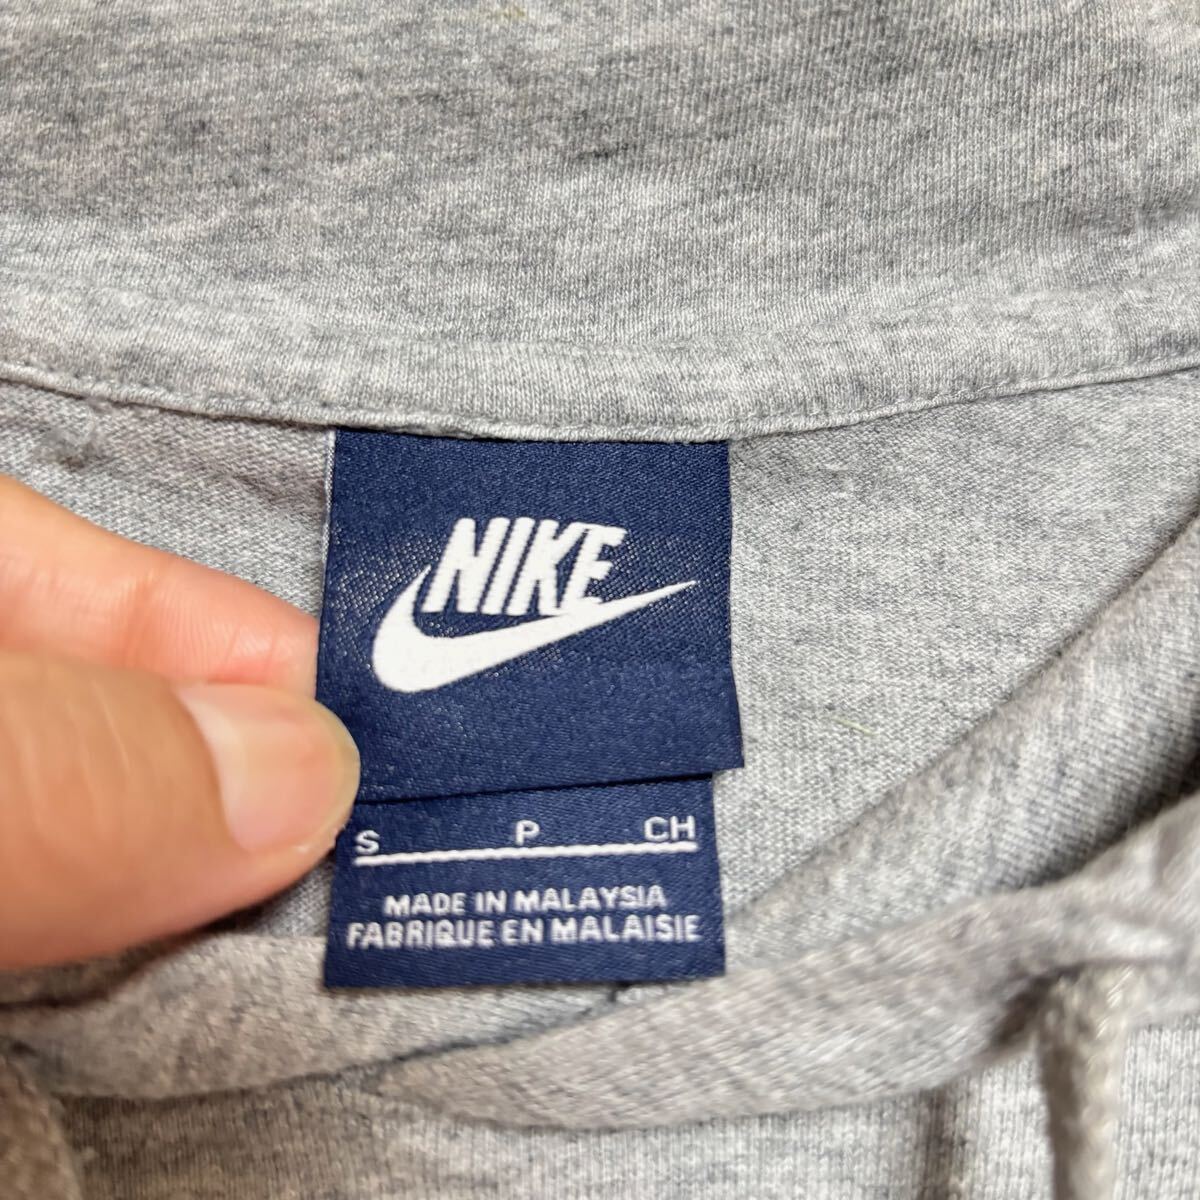 NIKE
S P CH
MADE IN MALAYSIA
FABRIQUE EN MALAISIE